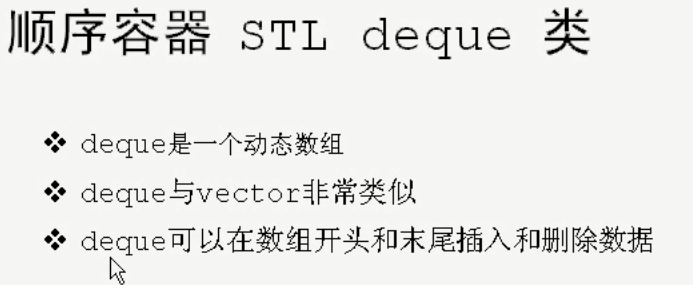 顺序容器 STL deque 类
❖ deque是一个动态数组
❖ deque与vector非常类似
❖ deque可以在数组开头和末尾插入和删除数据